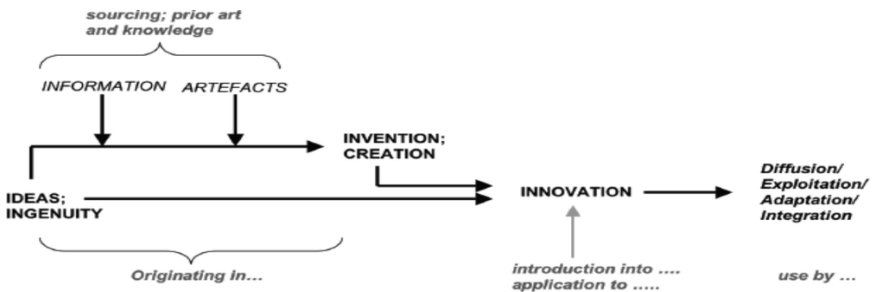 sourcing; prior art
and knowledge
INFORMATION ARTEFACTS
INVENTION;
CREATION
IDEAS;
INGENUITY
INNOVATION
Diffusion/
Exploitation/
Adaptation/
Integration
Originating in...
introduction into ....
application to .....
use by ...